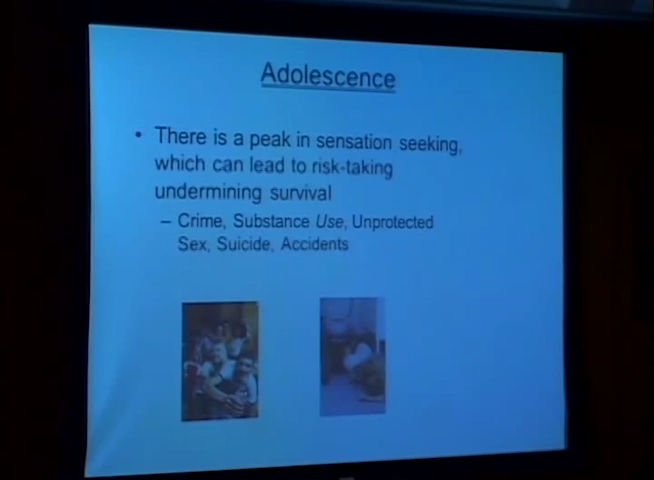 Adolescence
• There is a peak in sensation seeking,
which can lead to risk-taking
undermining survival
– Crime, Substance Use, Unprotected
Sex, Suicide, Accidents